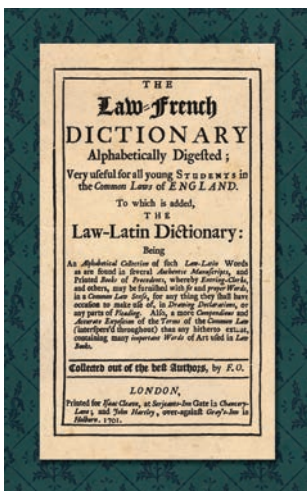 THE
Law-French
DICTIONARY
Alphabetically Digested;
Very useful for all young STUDENTS in
the Common Laws of ENGLAND.
To which is added,
THE
Law-Latin Dictionary:
Being
An Alphabetical Collection of such Law-Latin Words
as are found in several Authentic Manuscripts, and
Printed Books of Precedents, whereby Entring-Clerks,
and others, may be furnished with fit and proper Words,
in a Common Law Sense, for any thing they shall have
occasion to make use of, in Drawing Declarations, or
any parts of Pleading. Also, a more Compendious and
Accurate Exposition of the Terms of the Common Law
(interspers'd throughout) than any hitherto extant,
containing many important Words of Art used in Law
Books.
Collected out of the best Authors, by F.O.
LONDON,
Printed for Isaac Cleave, at Serjeants-Inn Gate in Chancery-
Lane; and John Hartley, over-against Gray's-Inn in
Holborn. 1701.